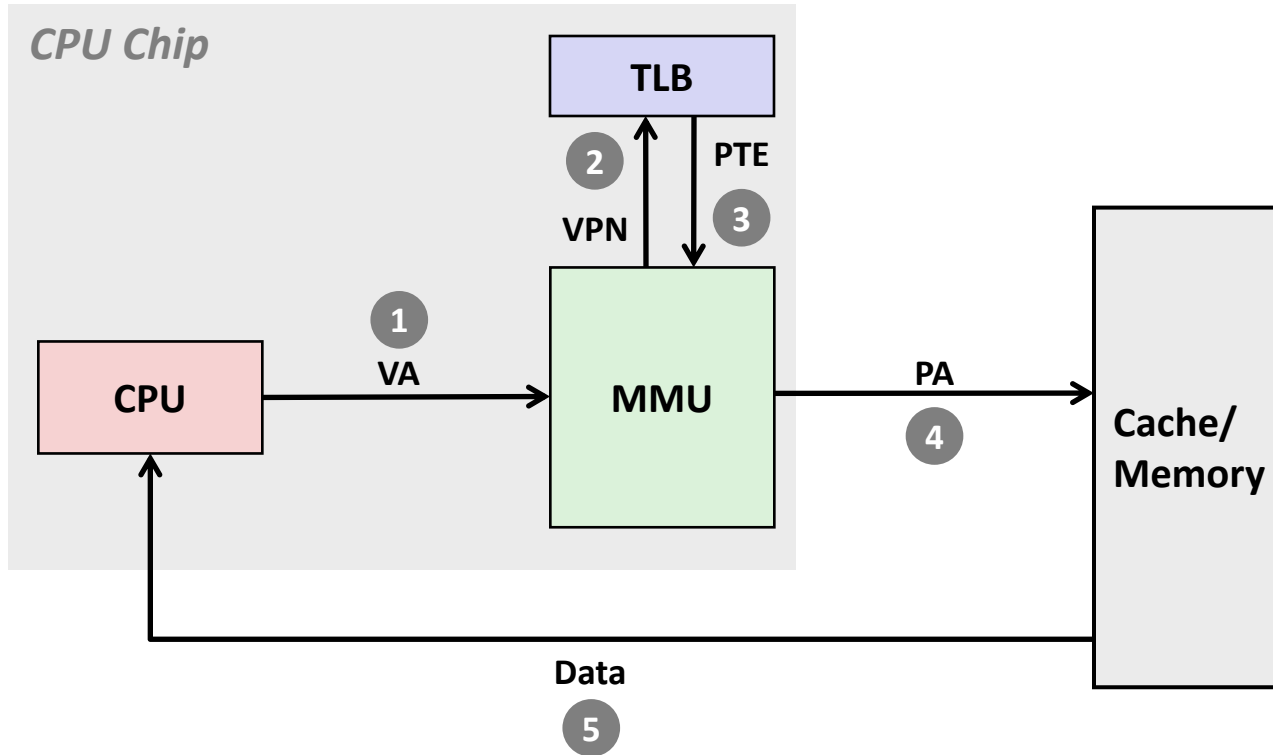 CPU Chip
TLB
2
PTE
VPN
3
1
VA
CPU
MMU
PA
4
Cache/
Memory
Data
5